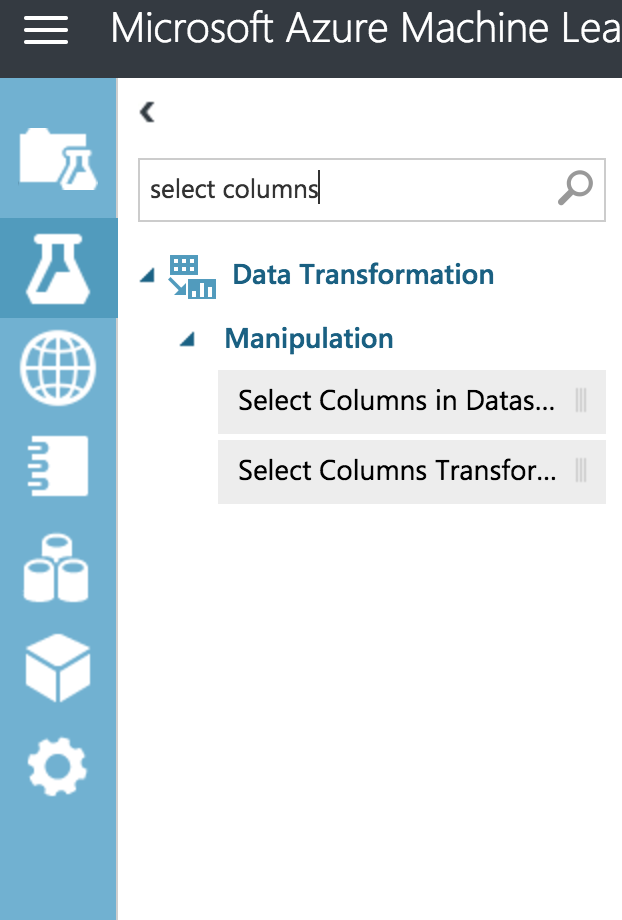 Microsoft Azure Machine Lea
select columns
Data Transformation
Manipulation
Select Columns in Datas...
Select Columns Transfor...